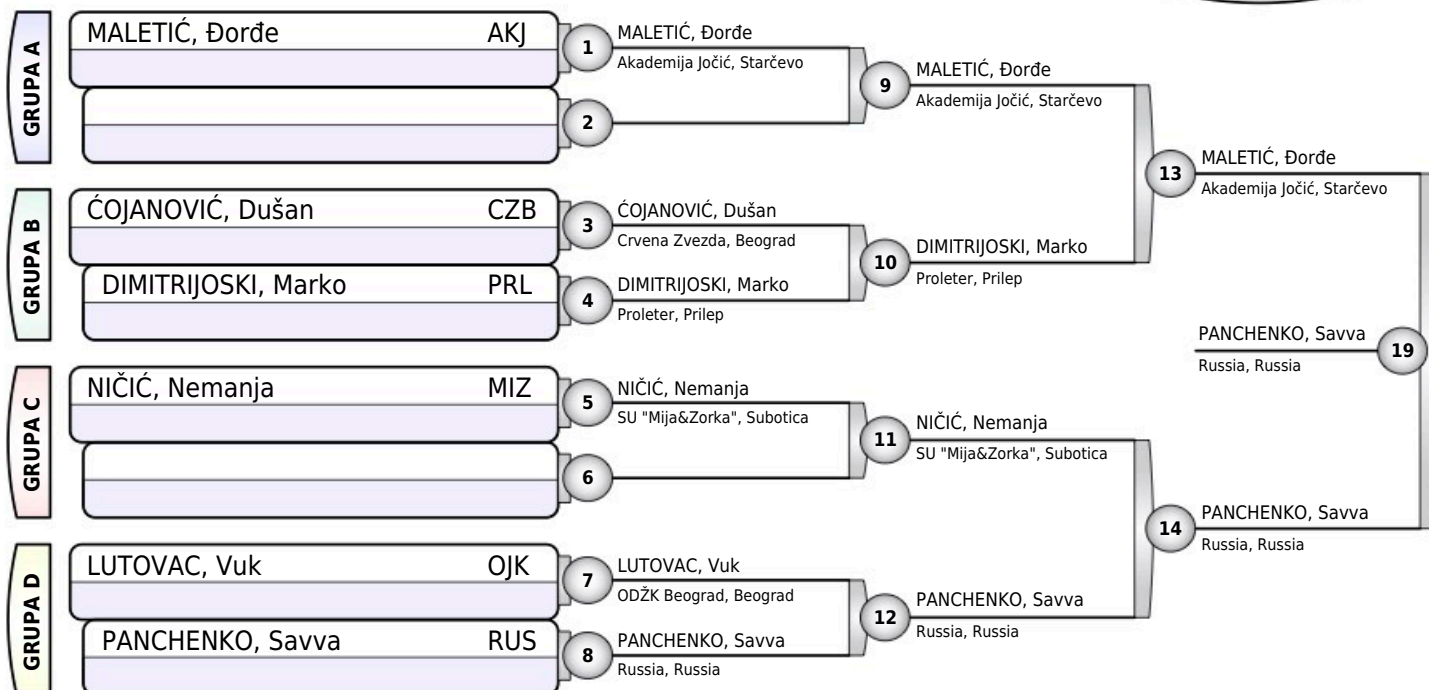 GRUPA A
MALETIĆ, Đorđe AKJ
1
MALETIĆ, Đorđe
Akademija Jočić, Starčevo
2
9
MALETIĆ, Đorđe
Akademija Jočić, Starčevo
GRUPA B
ĆOJANOVIĆ, Dušan CZB
DIMITRIJOSKI, Marko PRL
3
ĆOJANOVIĆ, Dušan
Crvena Zvezda, Beograd
4
DIMITRIJOSKI, Marko
Proleter, Prilep
10
DIMITRIJOSKI, Marko
Proleter, Prilep
13
MALETIĆ, Đorđe
Akademija Jočić, Starčevo
GRUPA C
NIČIĆ, Nemanja MIZ
5
NIČIĆ, Nemanja
SU "Mija&Zorka", Subotica
6
11
NIČIĆ, Nemanja
SU "Mija&Zorka", Subotica
GRUPA D
LUTOVAC, Vuk OJK
PANCHENKO, Savva RUS
7
LUTOVAC, Vuk
ODŽK Beograd, Beograd
8
PANCHENKO, Savva
Russia, Russia
12
PANCHENKO, Savva
Russia, Russia
14
PANCHENKO, Savva
Russia, Russia
PANCHENKO, Savva
Russia, Russia
19